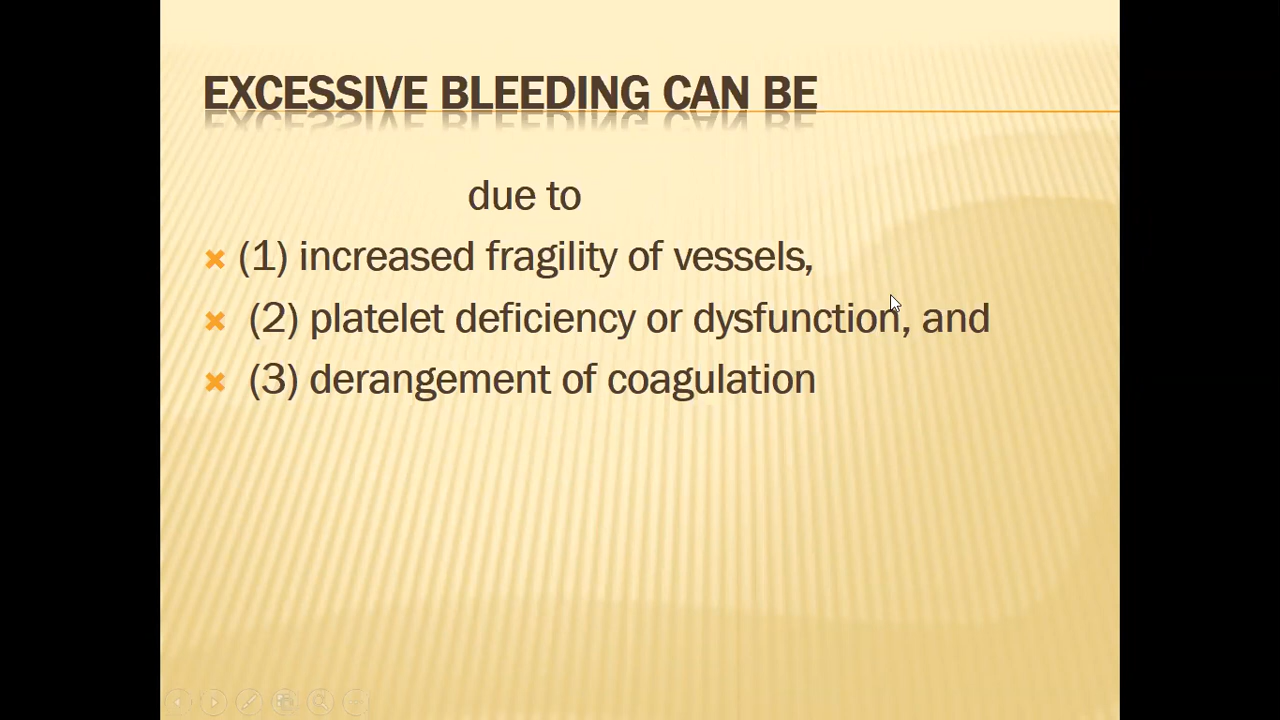 EXCESSIVE BLEEDING CAN BE
due to
(1) increased fragility of vessels,
(2) platelet deficiency or dysfunction, and
(3) derangement of coagulation